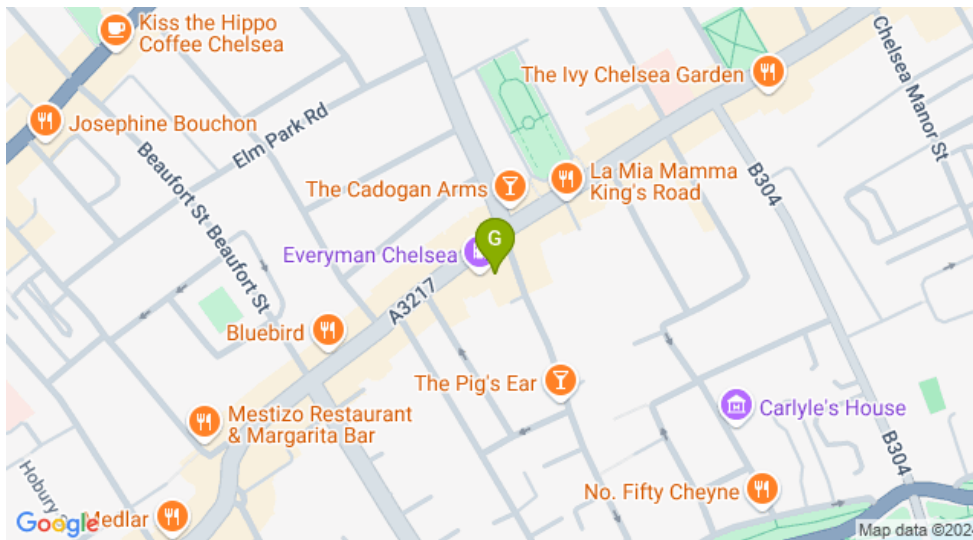 Kiss the Hippo
Coffee Chelsea
Josephine Bouchon
Elm Park Rd
Beaufort St
Beaufort St
The Ivy Chelsea Garden
Chelsea Manor St
B304
The Cadogan Arms
La Mia Mamma
King's Road
G
Everyman Chelsea
A3217
Bluebird
The Pig's Ear
Mestizo Restaurant
& Margarita Bar
Carlyle's House
B304
No. Fifty Cheyne
Hobury
Medlar
Google
Map data ©202